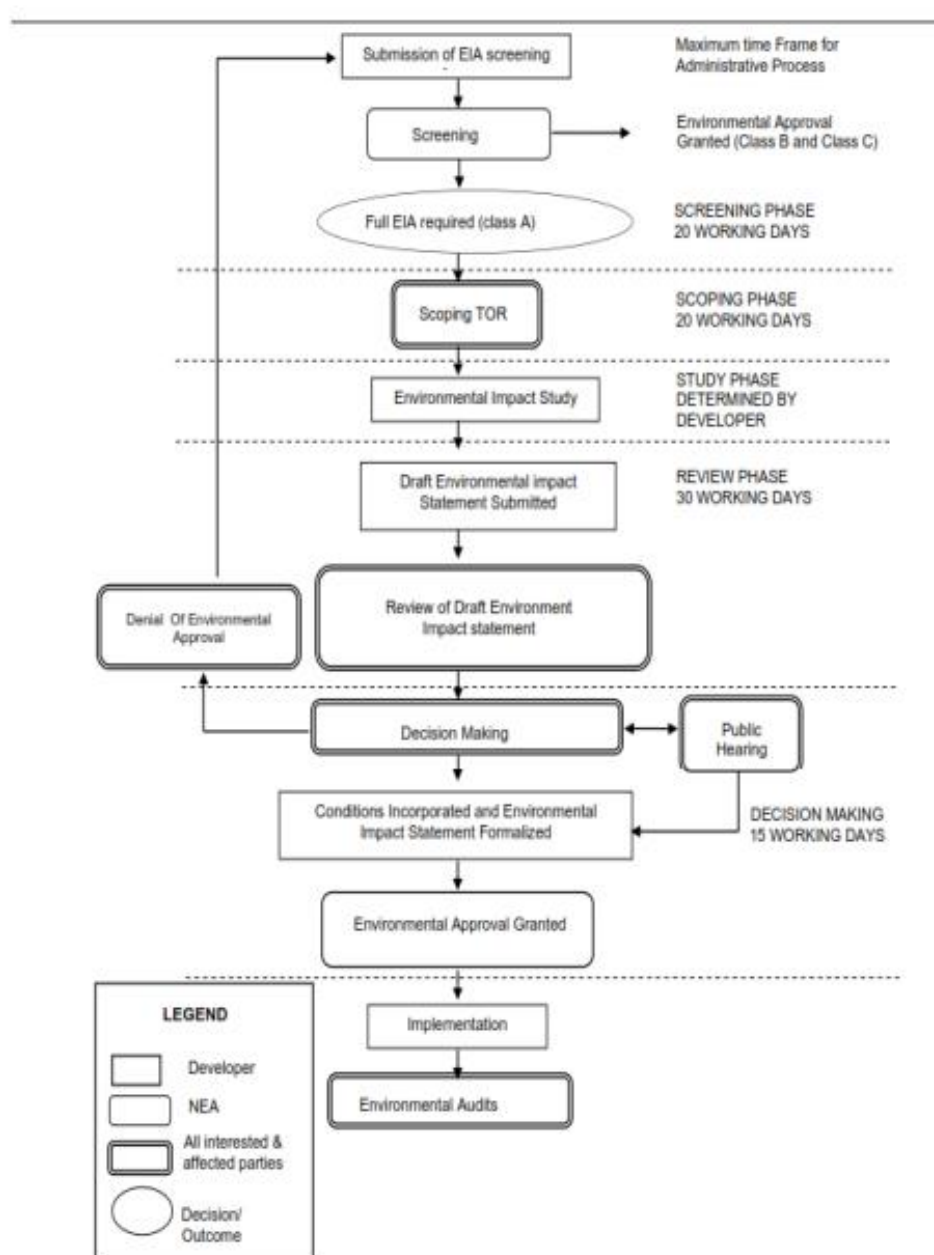 Submission of EIA screening
Maximum time Frame for
Administrative Process
Screening
Environmental Approval
Granted (Class B and Class C)
Full EIA required (class A)
SCREENING PHASE
20 WORKING DAYS
Scoping TOR
SCOPING PHASE
20 WORKING DAYS
Environmental Impact Study
STUDY PHASE
DETERMINED BY
DEVELOPER
Draft Environmental impact
Statement Submitted
REVIEW PHASE
30 WORKING DAYS
Denial Of Environmental
Approval
Review of Draft Environment
Impact statement
Decision Making
Public
Hearing
Conditions Incorporated and Environmental
Impact Statement Formalized
DECISION MAKING
15 WORKING DAYS
Environmental Approval Granted
Implementation
Environmental Audits
LEGEND
Developer
NEA
All interested &
affected parties
Decision/
Outcome